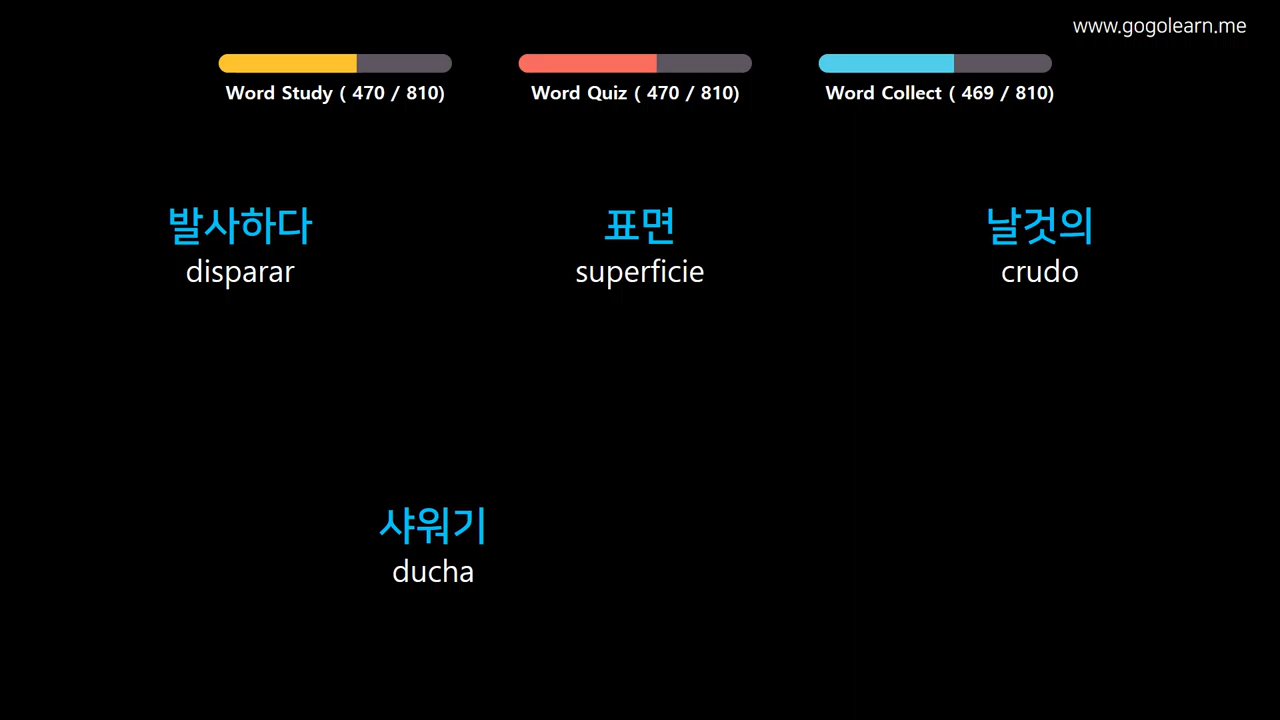 www.gogolearn.me
Word Study ( 470 / 810)
Word Quiz ( 470 / 810)
Word Collect ( 469 / 810)
발사하다
disparar
표면
superficie
날것의
crudo
샤워기
ducha